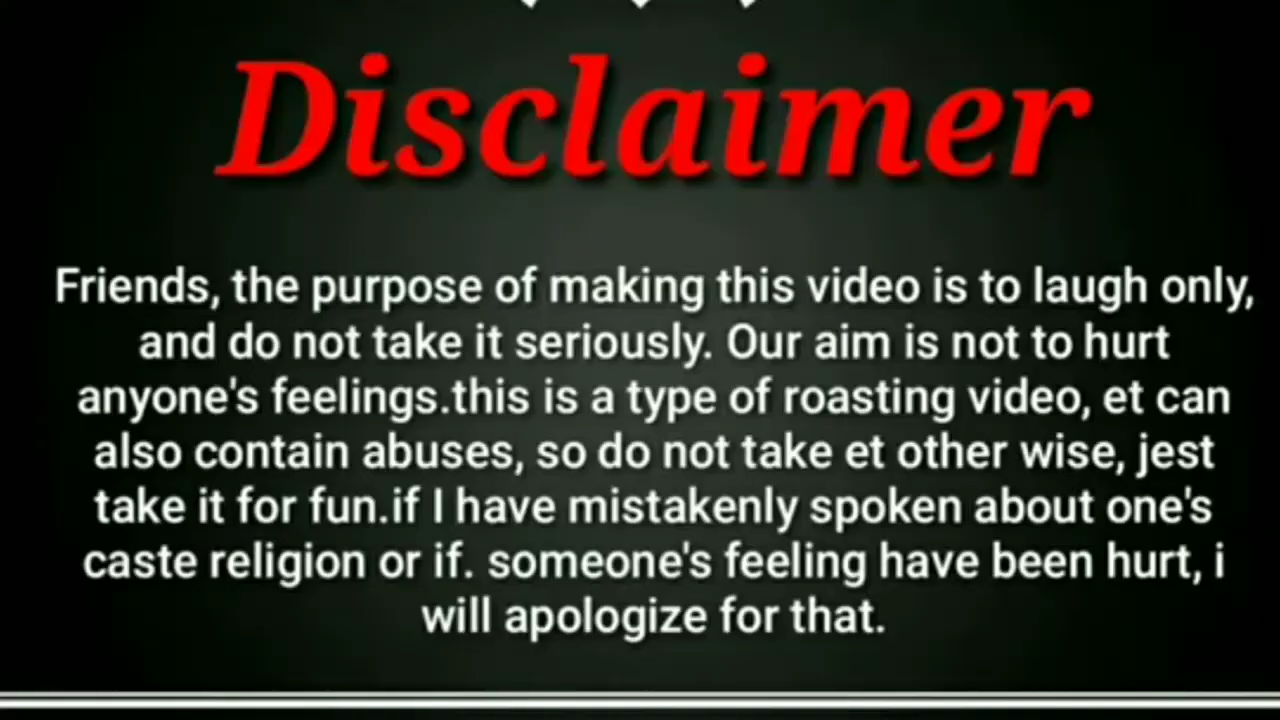 Disclaimer
Friends, the purpose of making this video is to laugh only,
and do not take it seriously. Our aim is not to hurt
anyone's feelings.this is a type of roasting video, et can
also contain abuses, so do not take et other wise, jest
take it for fun.if I have mistakenly spoken about one's
caste religion or if. someone's feeling have been hurt, i
will apologize for that.